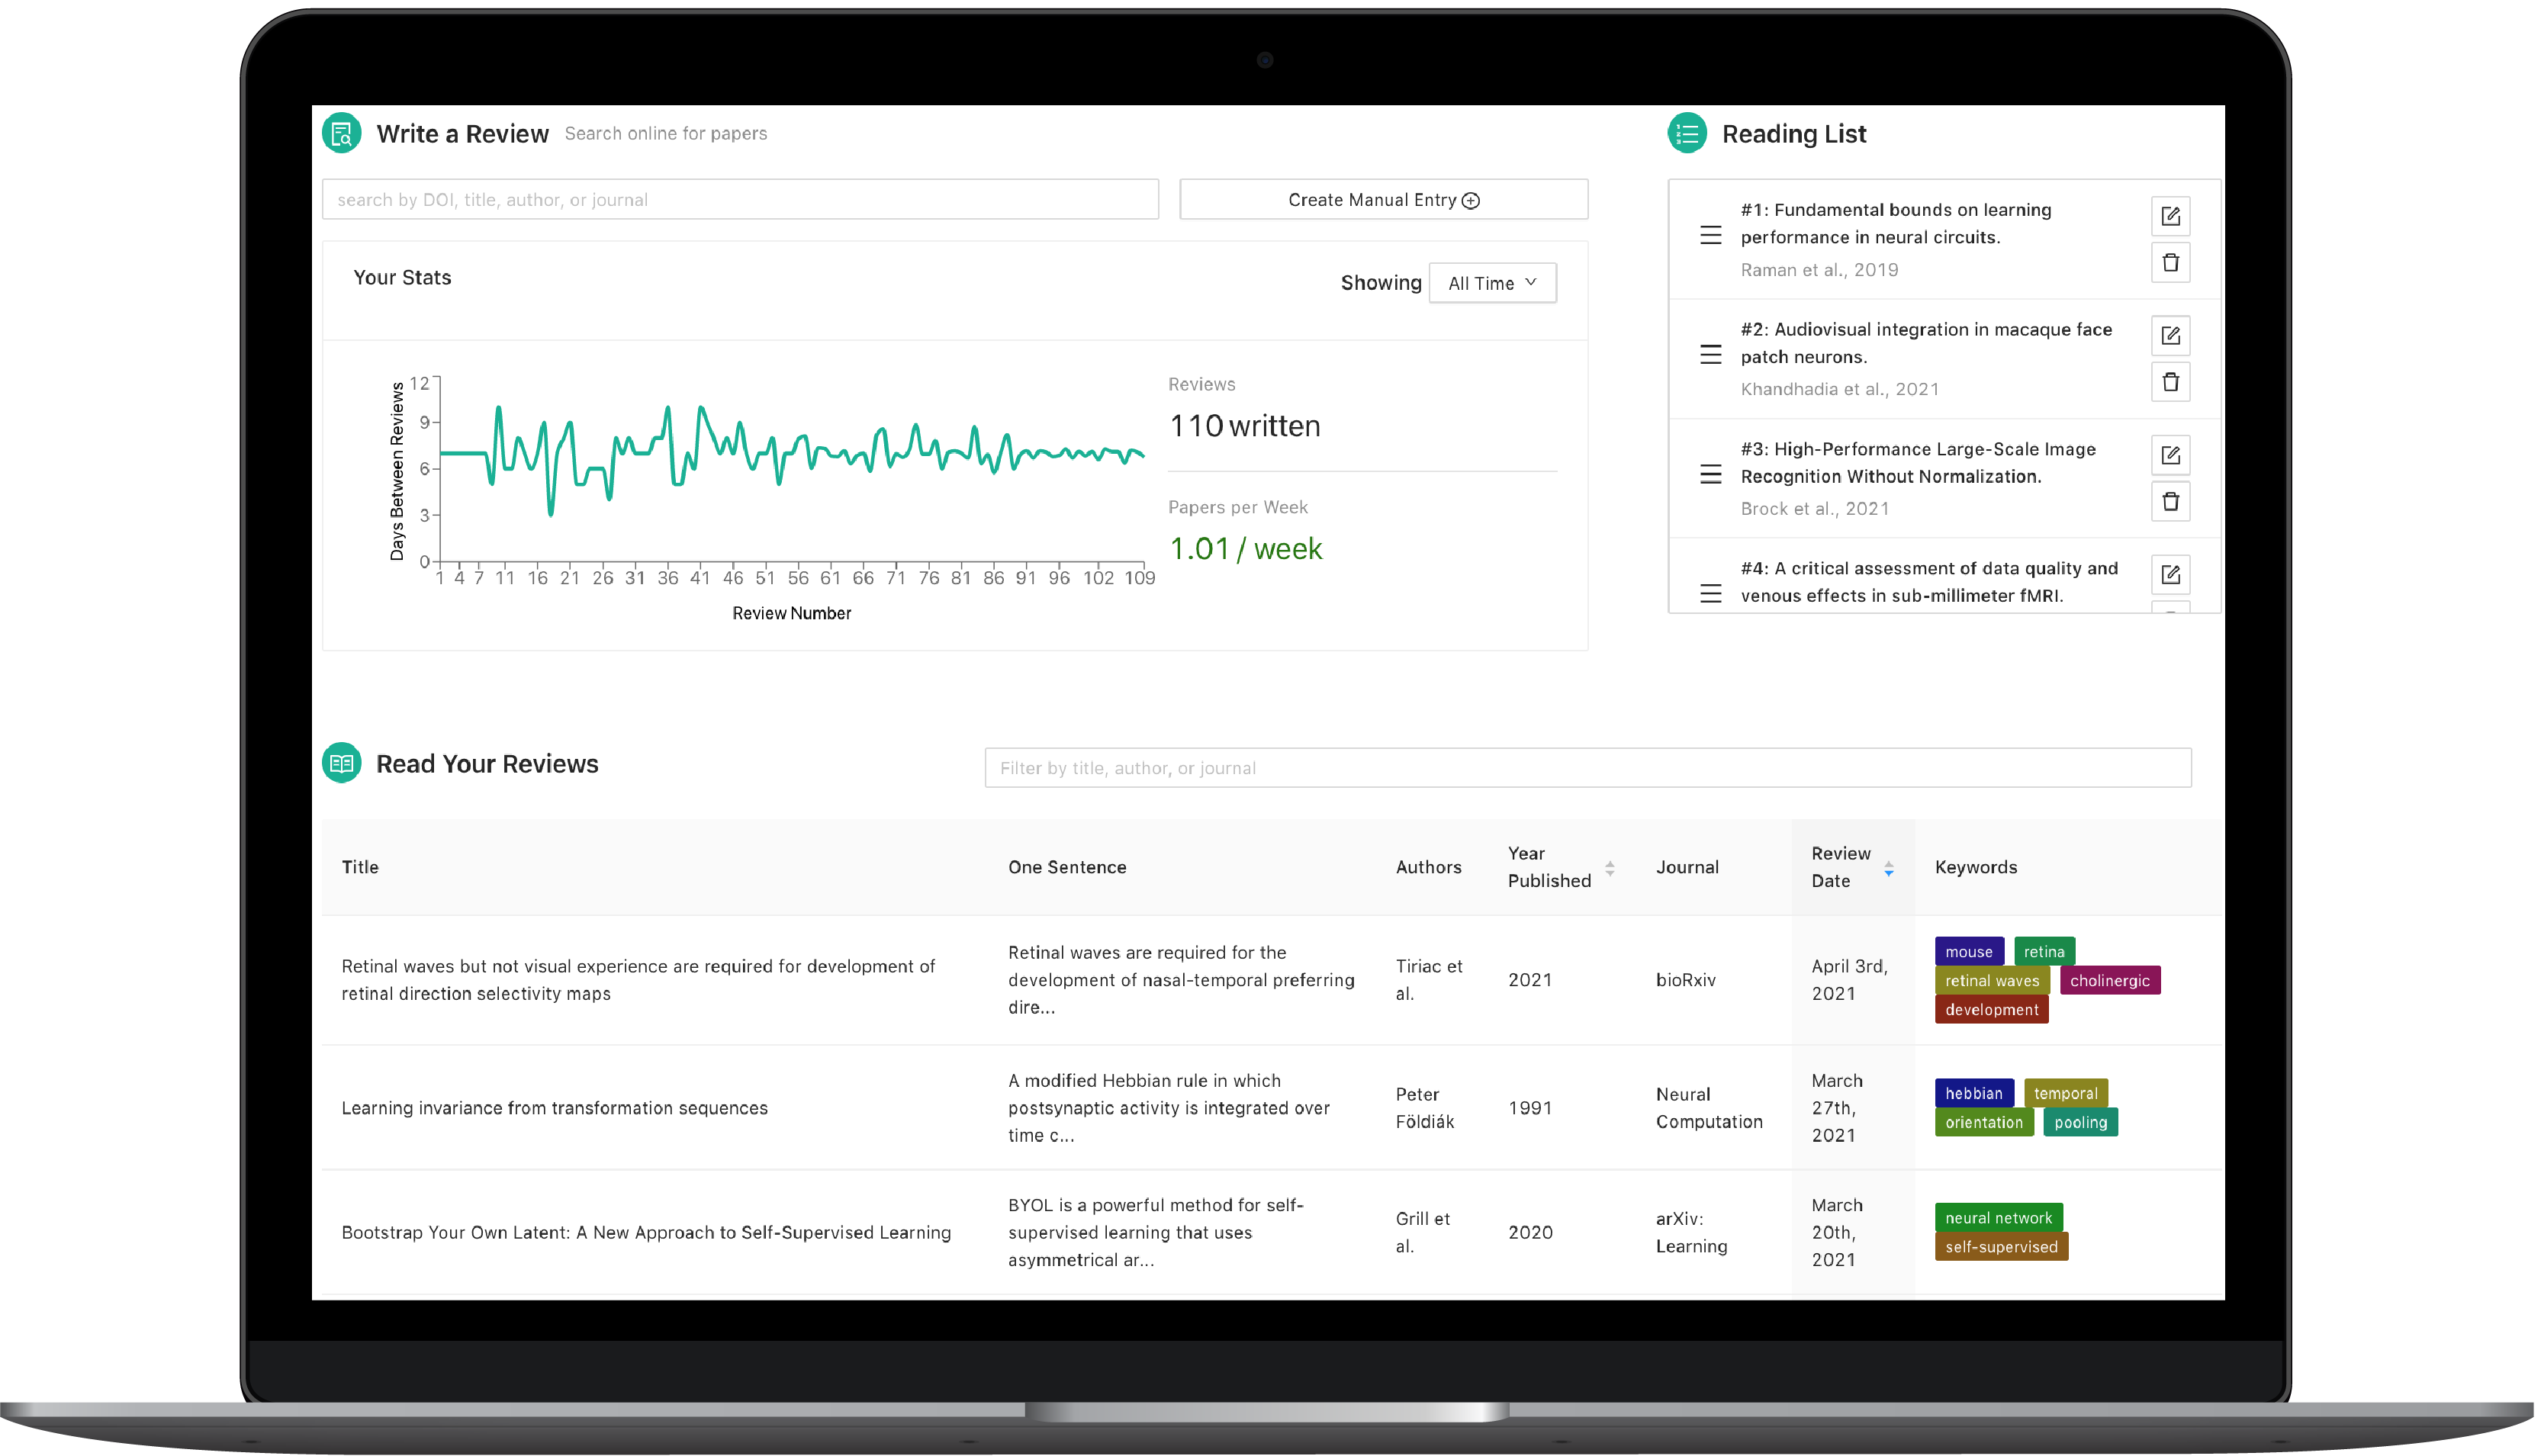 Write a Review Search online for papers
search by DOI, title, author, or journal
Create Manual Entry
Your Stats
Showing All Time
Days Between Reviews
12
9
6
3
0
1 4 7 11 16 21 26 31 36 41 46 51 56 61 66 71 76 81 86 91 96 102 109
Review Number
Reviews
110 written
Papers per Week
1.01 / week
Reading List
#1: Fundamental bounds on learning
performance in neural circuits.
Raman et al., 2019
#2: Audiovisual integration in macaque face
patch neurons.
Khandhadia et al., 2021
#3: High-Performance Large-Scale Image
Recognition Without Normalization.
Brock et al., 2021
#4: A critical assessment of data quality and
venous effects in sub-millimeter fMRI.
Read Your Reviews
Filter by title, author, or journal
Title
One Sentence
Authors
Year
Published
Journal
Review
Date
Keywords
Retinal waves but not visual experience are required for development of
retinal direction selectivity maps
Retinal waves are required for the
development of nasal-temporal preferring
dire...
Tiriac et
al.
2021
bioRxiv
April 3rd,
2021
mouse retina
retinal waves cholinergic
development
Learning invariance from transformation sequences
A modified Hebbian rule in which
postsynaptic activity is integrated over
time c...
Peter
Földiák
1991
Neural
Computation
March
27th,
2021
hebbian temporal
orientation pooling
Bootstrap Your Own Latent: A New Approach to Self-Supervised Learning
BYOL is a powerful method for self-
supervised learning that uses
asymmetrical ar...
Grill et
al.
2020
arXiv:
Learning
March
20th,
2021
neural network
self-supervised